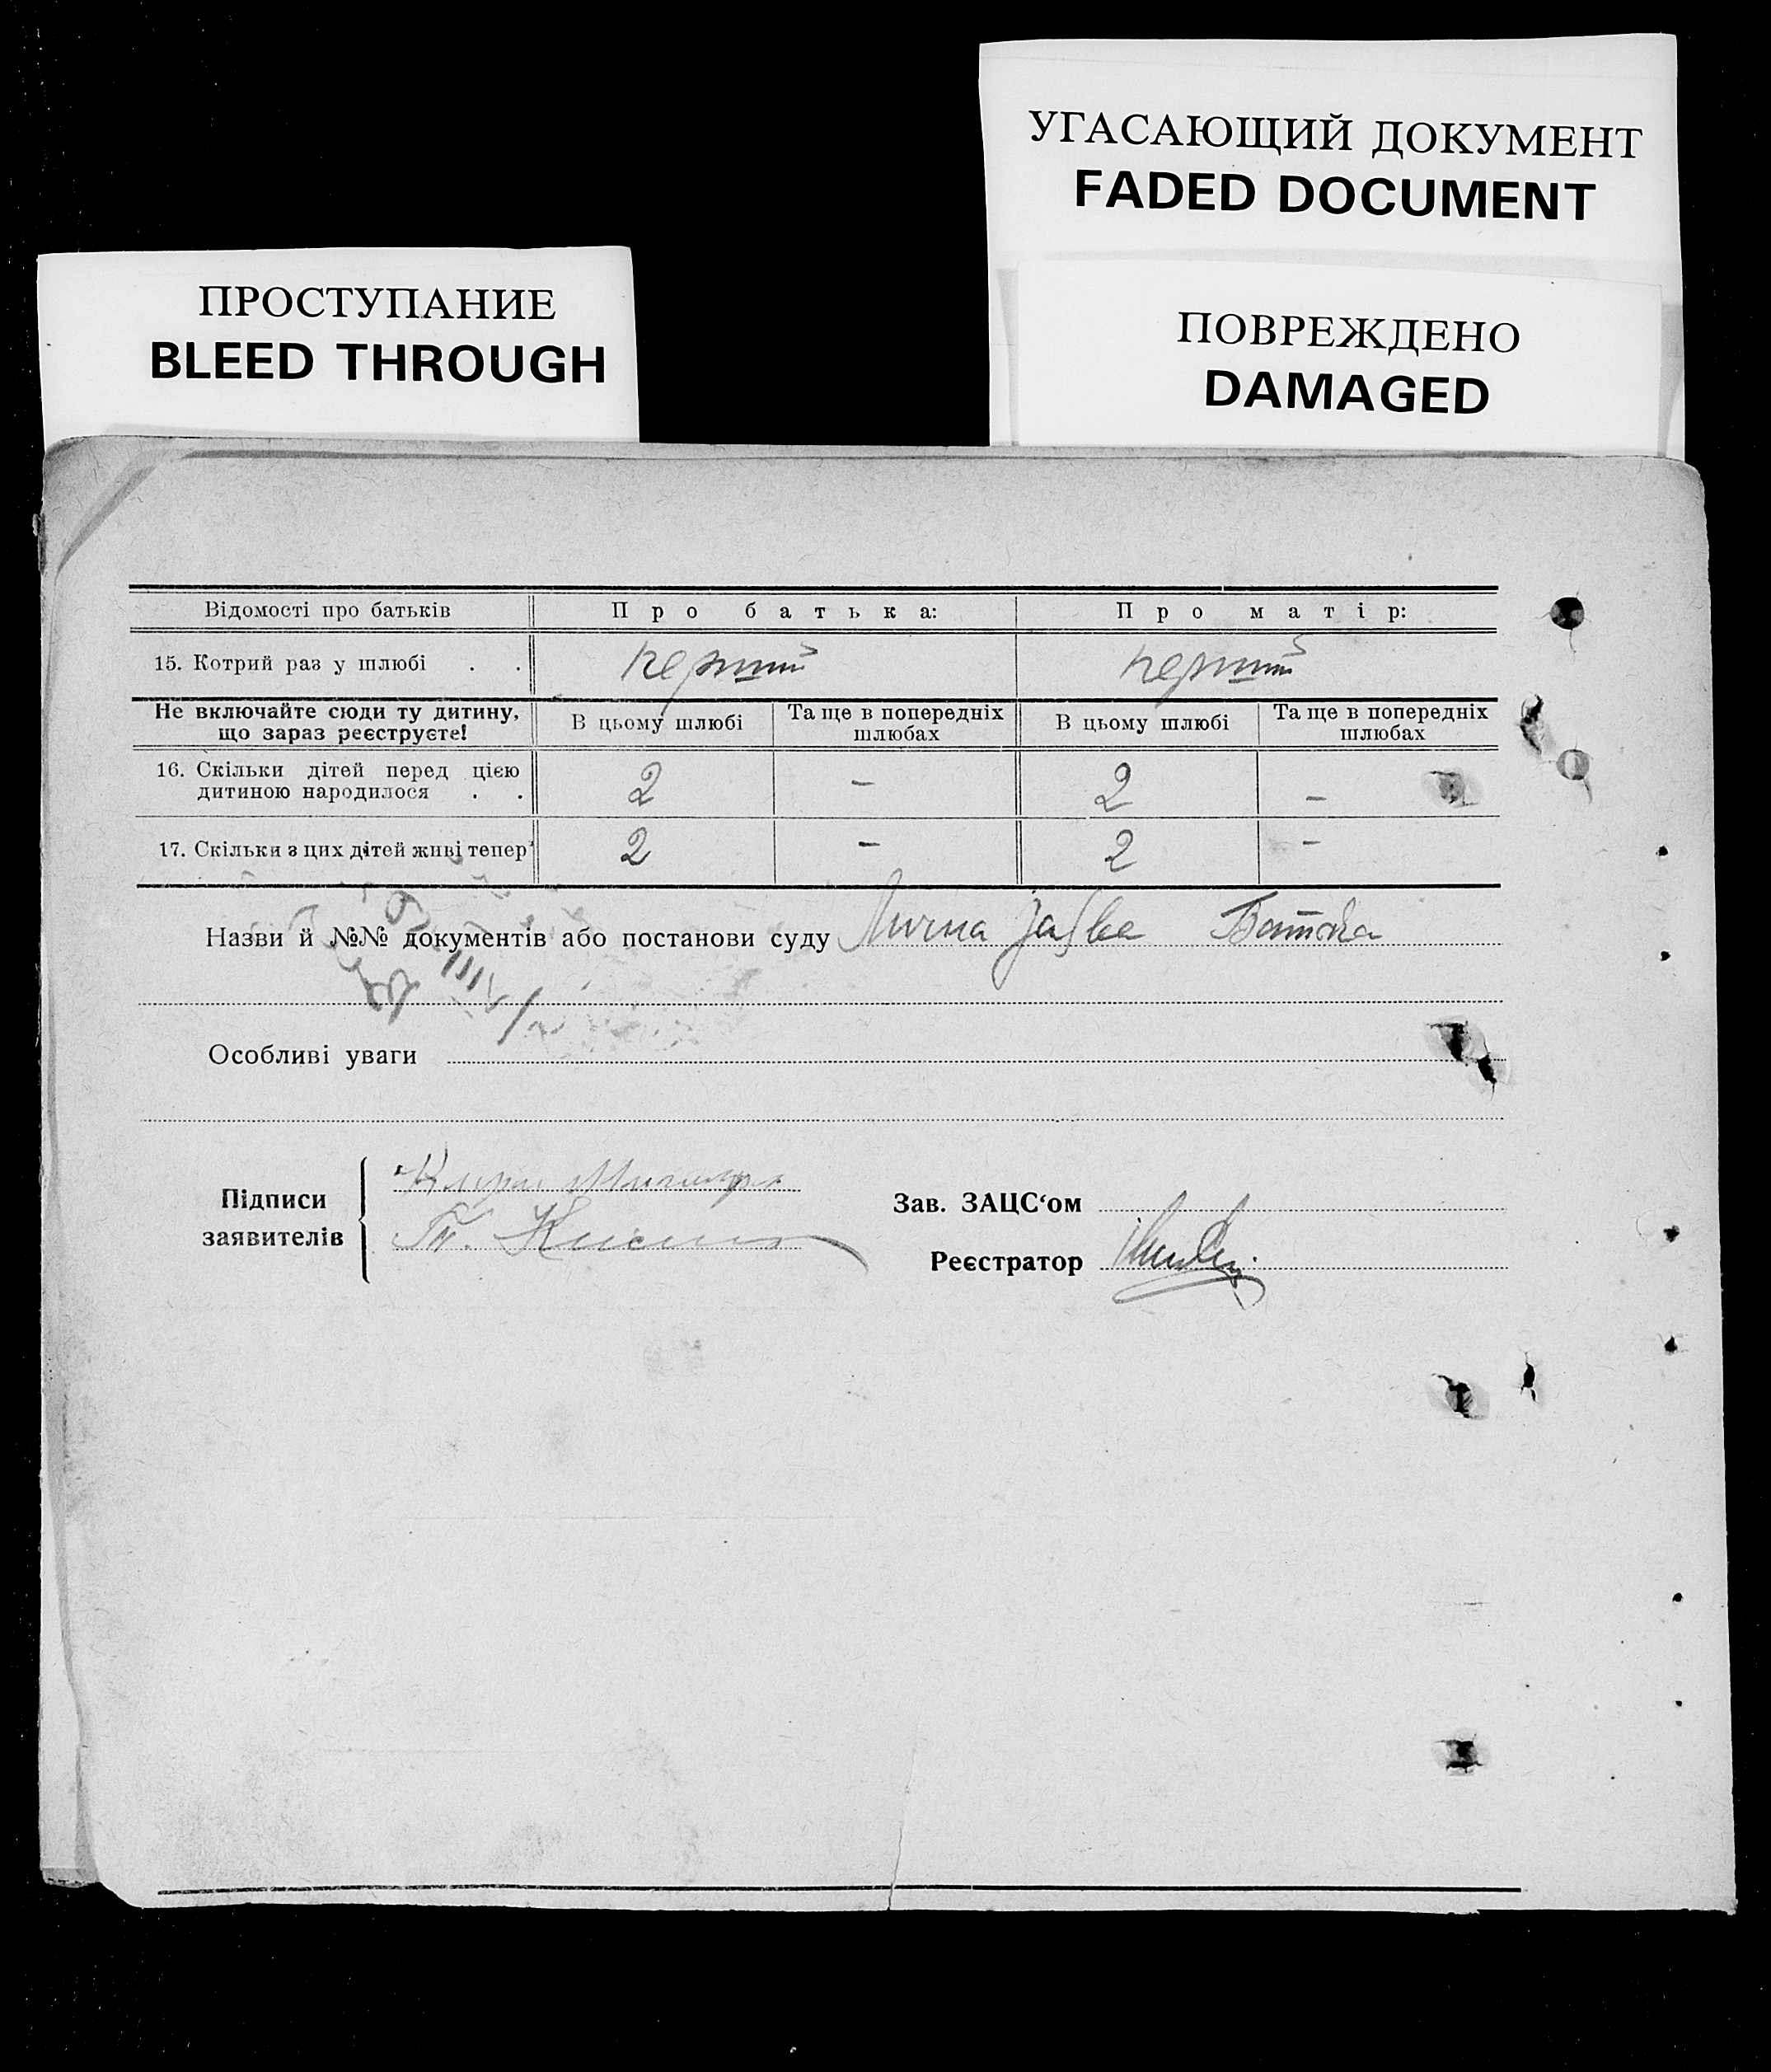 УГАСАЮЩИЙ ДОКУМЕНТ
FADED DOCUMENT
ПРОСТУПАНИЕ
BLEED THROUGH
ПОВРЕЖДЕНО
DAMAGED
Відомості про батьків Про батька: Про матір:
15. Котрий раз у шлюбі . . перший перший
Не включайте сюди ту дитину, що зараз реєструєте! В цьому шлюбі Та ще в попередніх шлюбах В цьому шлюбі Та ще в попередніх шлюбах
16. Скільки дітей перед цією
дитиною народилося . . 2 — 2 —
17. Скільки з цих дітей живі тепер 2 — 2 —
Назви й №№ документів або постанови суду Лична Батька
Особливі уваги
Підписи
заявителів
Зав. ЗАЦС‘ом
Реєстратор